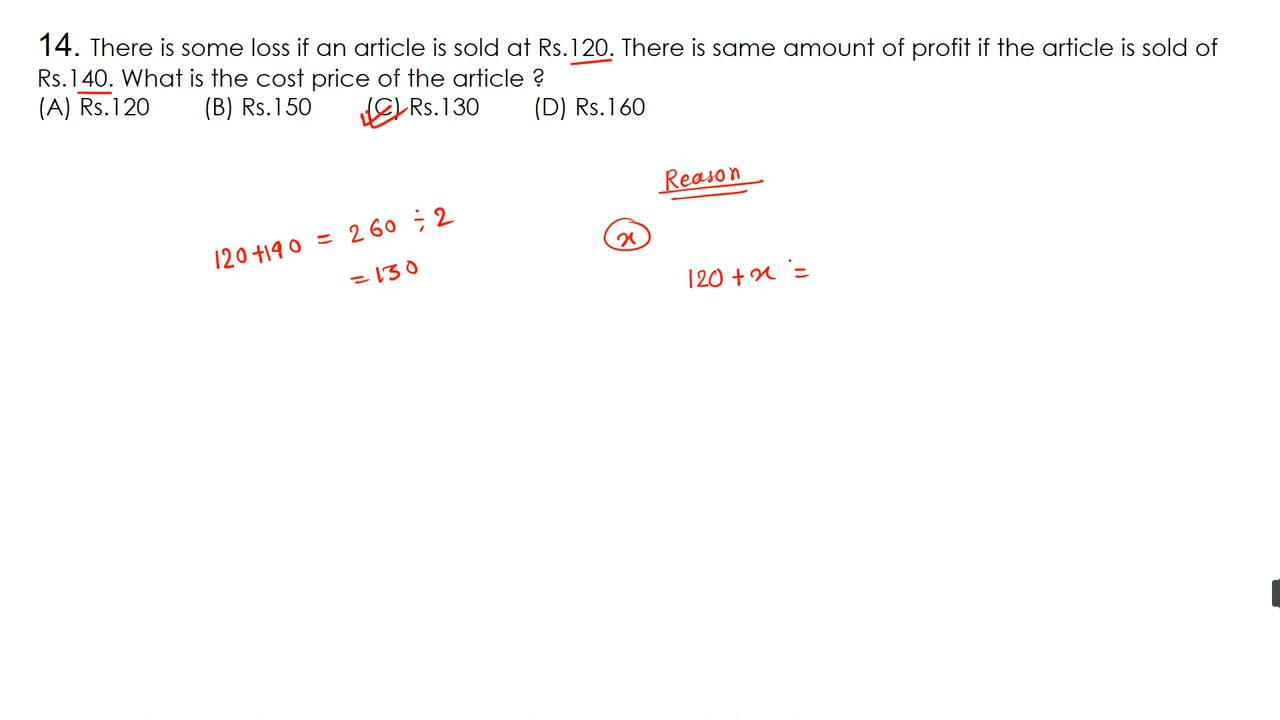 14. There is some loss if an article is sold at Rs.120. There is same amount of profit if the article is sold of
Rs.140. What is the cost price of the article ?
(A) Rs.120 (B) Rs.150 (C) Rs.130 (D) Rs.160
Reason
120+140 = 260 ÷ 2
= 130
x
120 + x =